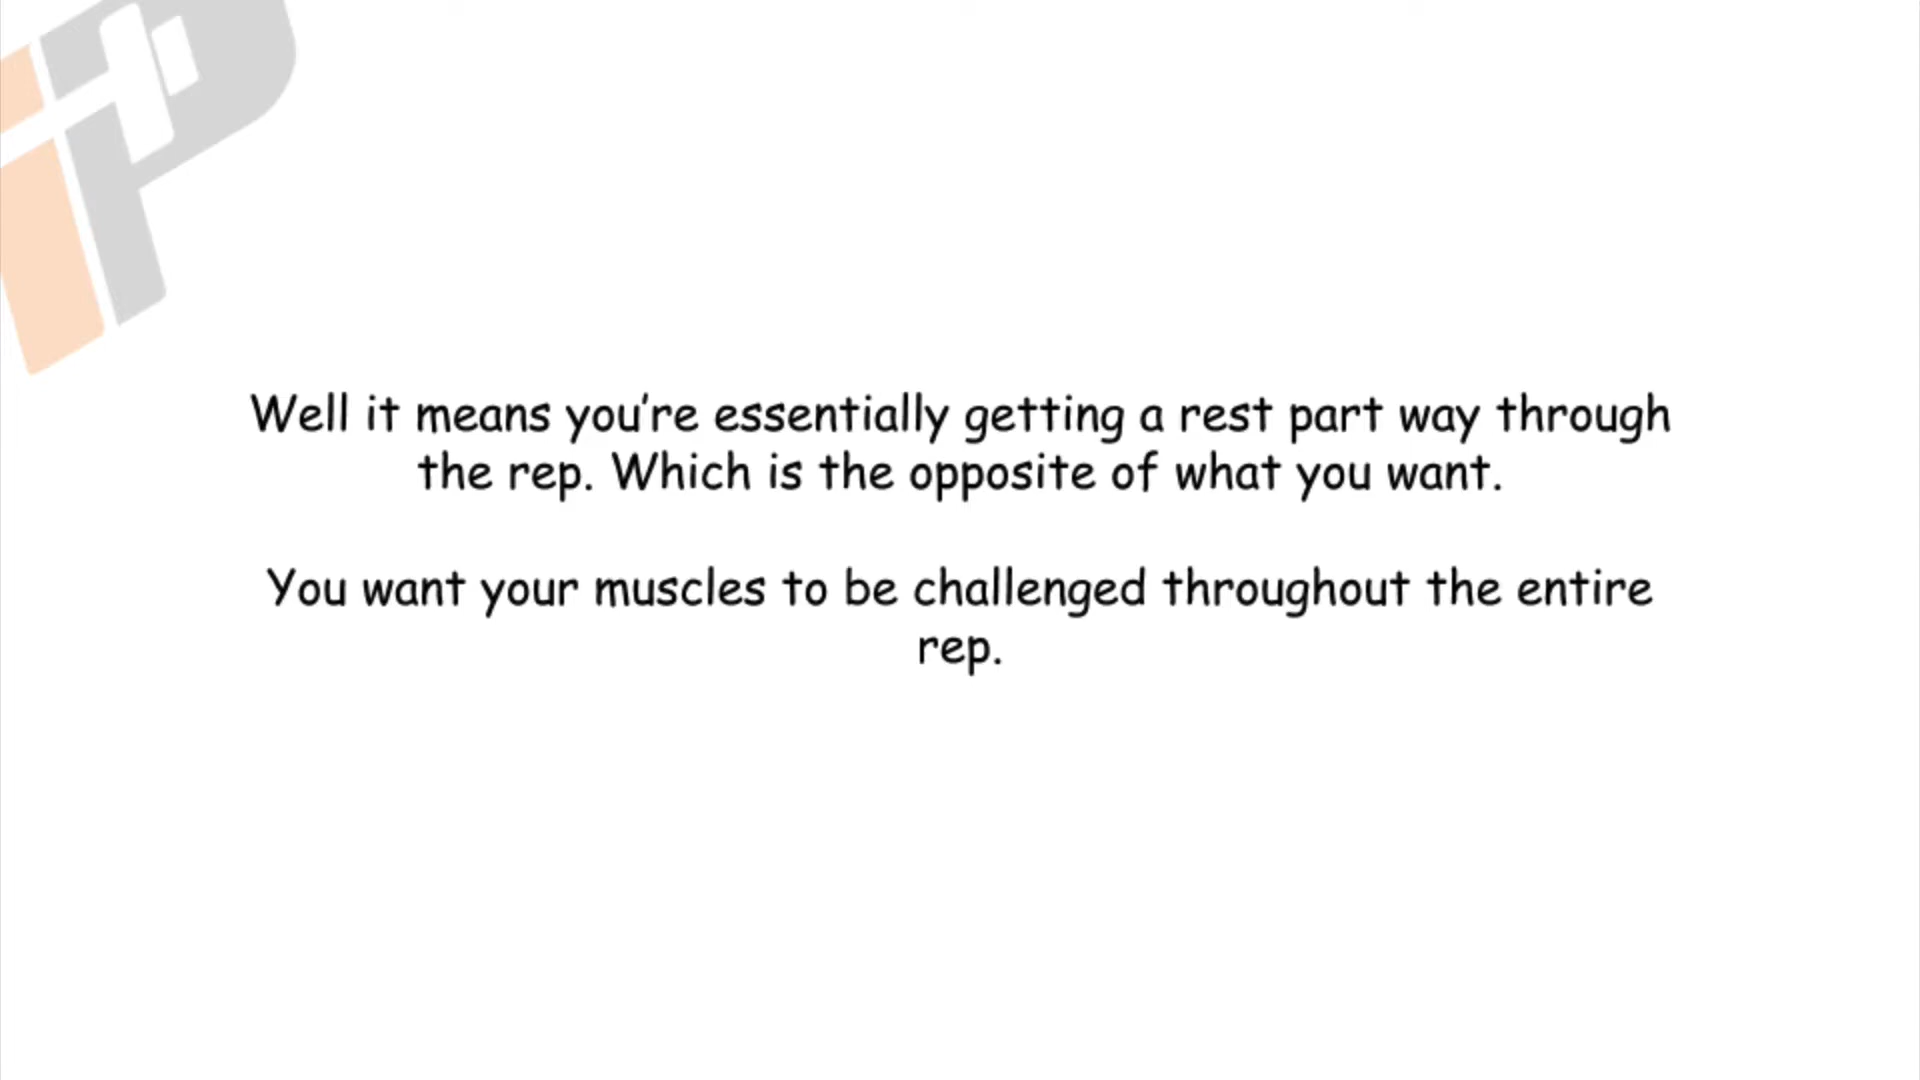 Well it means you're essentially getting a rest part way through
the rep. Which is the opposite of what you want.
You want your muscles to be challenged throughout the entire
rep.